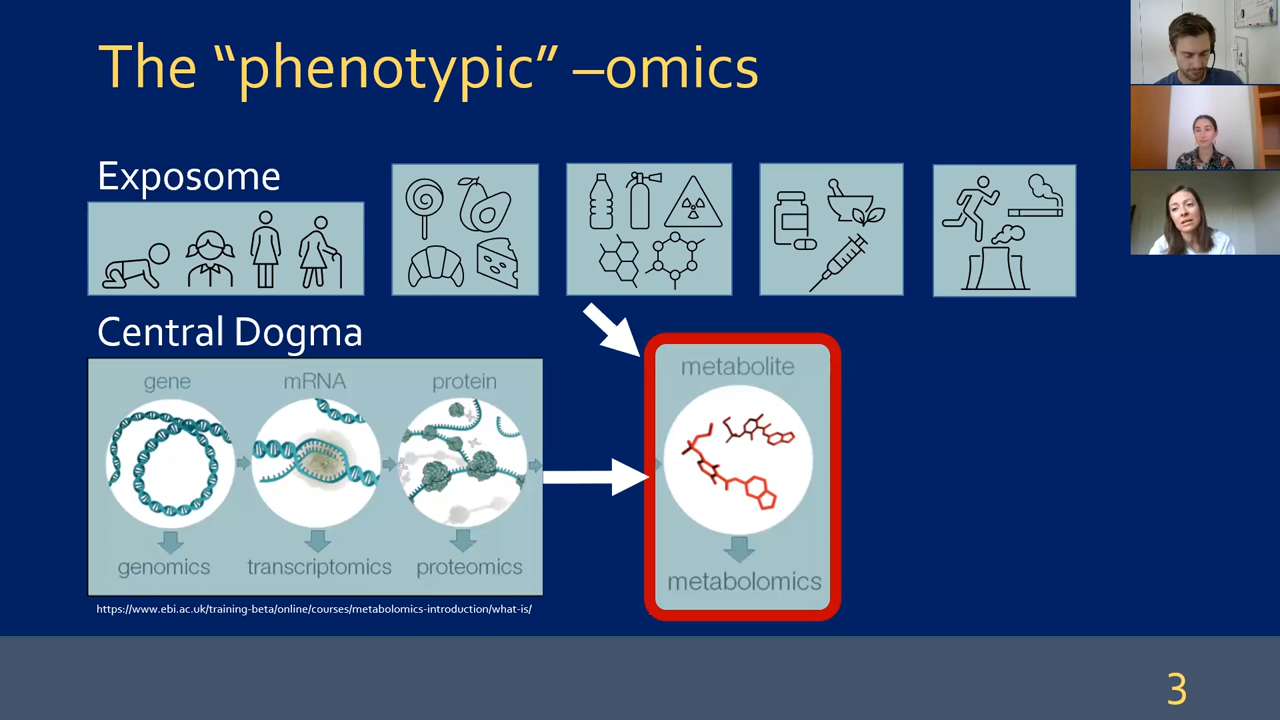 The “phenotypic” –omics
Exposome
Central Dogma
gene
mRNA
protein
metabolite
genomics
transcriptomics
proteomics
metabolomics
https://www.ebi.ac.uk/training-beta/online/courses/metabolomics-introduction/what-is/
3